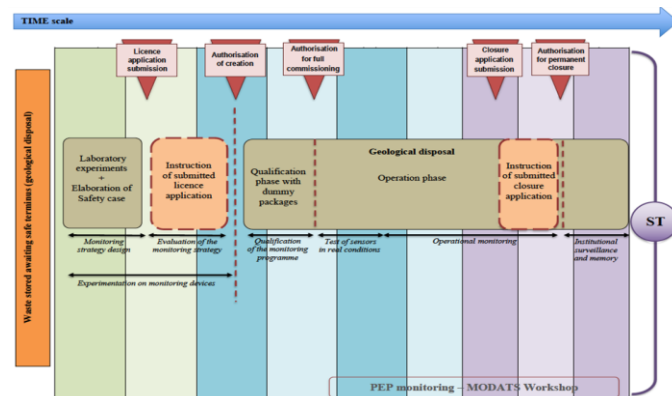 TIME scale
Licence
application
submission
Authorisation
of creation
Authorisation
for full
commissioning
Closure
application
submission
Authorisation
for permanent
closure
Waste stored awaiting safe terminus (geological disposal)
Laboratory
experiments
+
Elaboration of
Safety case
Instruction
of submitted
licence
application
Qualification
phase with
dummy
packages
Geological disposal
Operation phase
Instruction
of submitted
closure
application
ST
Monitoring
strategy design
Evaluation of the
monitoring strategy
Qualification
of the monitoring
programme
Test of sensors
in real conditions
Operational monitoring
Institutional
surveillance
and memory
Experimentation on monitoring devices
PEP monitoring – MODATS Workshop